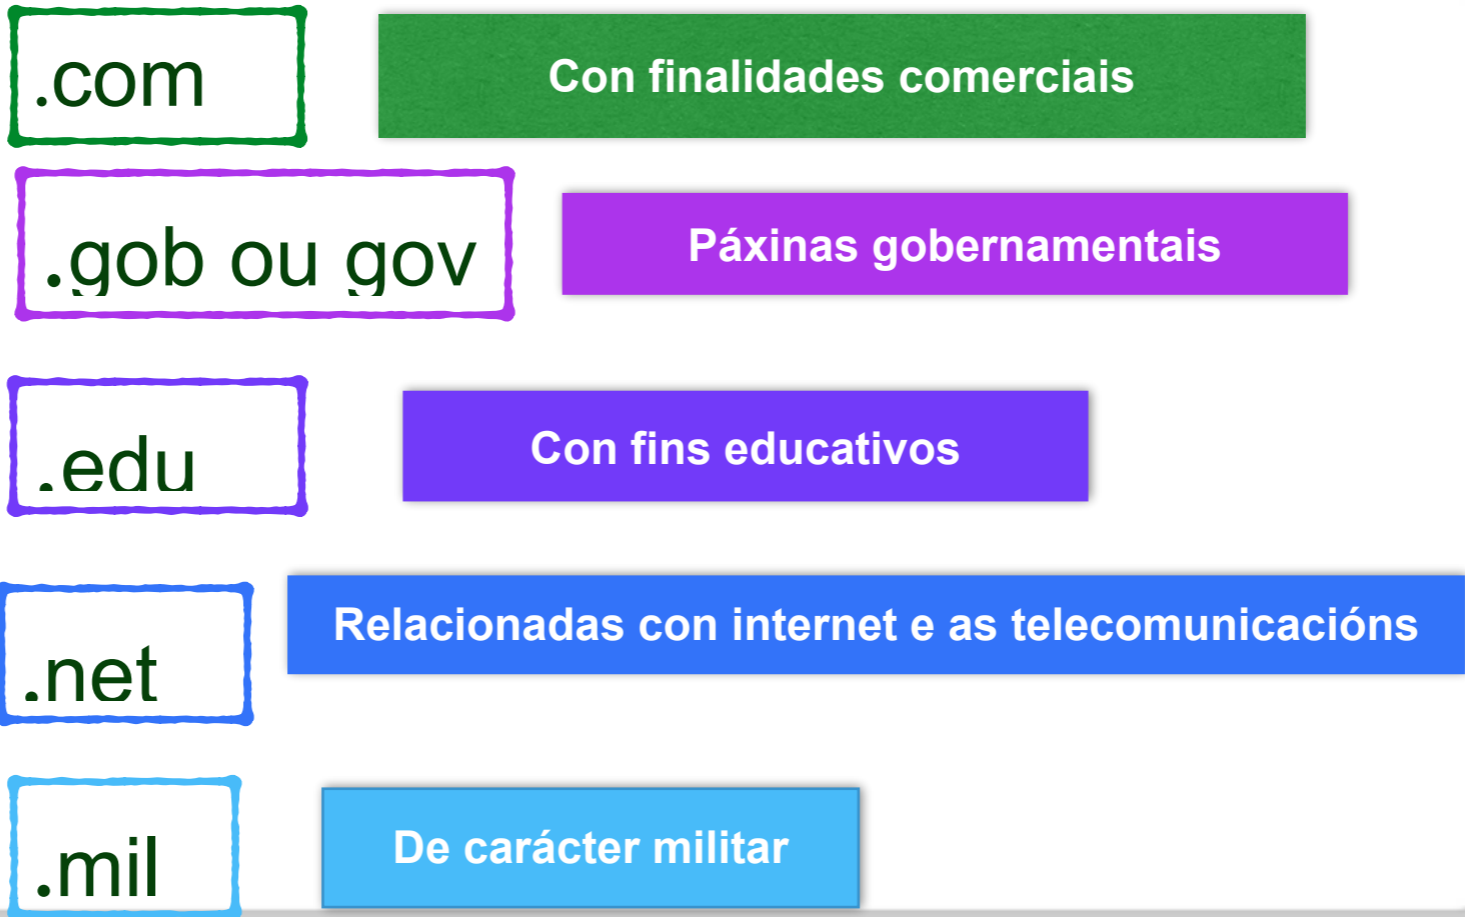 .com
Con finalidades comerciais
.gob ou gov
Páxinas gobernamentais
.edu
Con fins educativos
.net
Relacionadas con internet e as telecomunicacións
.mil
De carácter militar